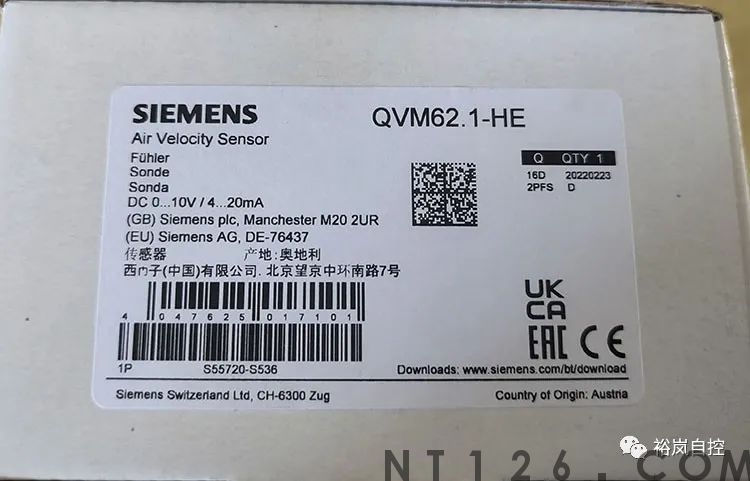 SIEMENS
QVM62.1-HE
Air Velocity Sensor
Fühler
Sonde
Sonda
DC 0...10V / 4...20mA
(GB) Siemens plc, Manchester M20 2UR
(EU) Siemens AG, DE-76437
传感器 产地:奥地利
西门子(中国)有限公司. 北京望京中环南路7号
Q QTY 1
16D 20220223
2PFS D
4 047625 017101
1P S55720-S536
UK
CA
EAC CE
Downloads: www.siemens.com/bt/download
Siemens Switzerland Ltd, CH-6300 Zug
Country of Origin: Austria
裕岚自控
NT126.COM